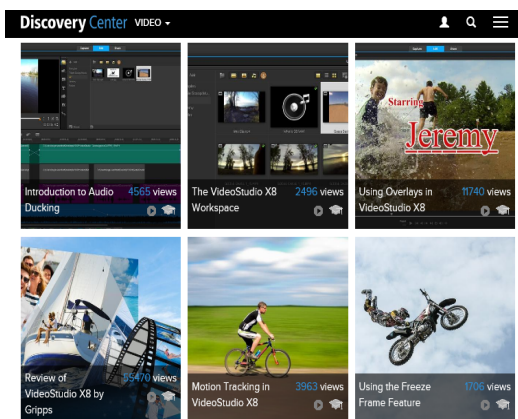 Discovery Center VIDEO
Starring
Jeremy
Introduction to Audio Ducking
4565 views
The VideoStudio X8 Workspace
2496 views
Using Overlays in VideoStudio X8
11740 views
Review of VideoStudio X8 by Gripps
55470 views
Motion Tracking in VideoStudio X8
3963 views
Using the Freeze Frame Feature
1706 views